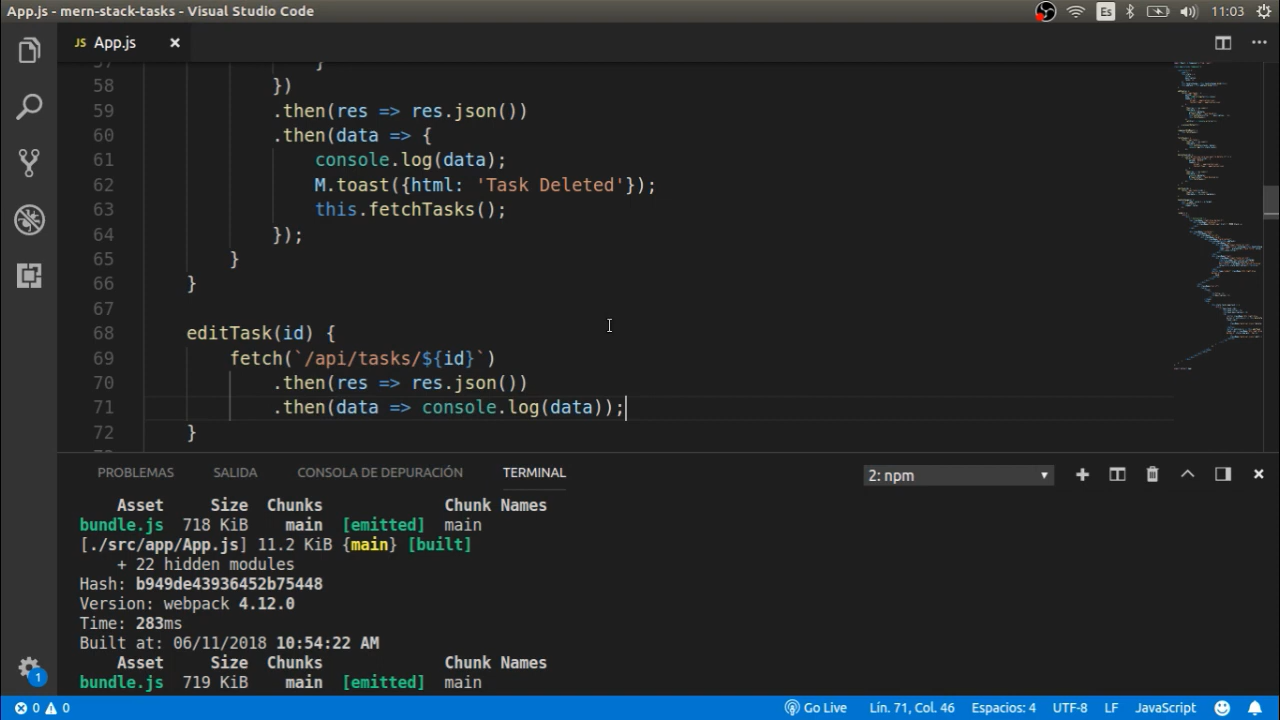 App.js - mern-stack-tasks - Visual Studio Code
Es
11:03
JS App.js
57 }
58 })
59 .then(res => res.json())
60 .then(data => {
61 console.log(data);
62 M.toast({html: 'Task Deleted'});
63 this.fetchTasks();
64 });
65 }
66 }
67
68 editTask(id) {
69 fetch(`/api/tasks/${id}`)
70 .then(res => res.json())
71 .then(data => console.log(data));
72 }
PROBLEMAS SALIDA CONSOLA DE DEPURACIÓN TERMINAL 2: npm
Asset Size Chunks Chunk Names
bundle.js 718 KiB main [emitted] main
[./src/app/App.js] 11.2 KiB {main} [built]
+ 22 hidden modules
Hash: b949de43936452b75448
Version: webpack 4.12.0
Time: 283ms
Built at: 06/11/2018 10:54:22 AM
Asset Size Chunks Chunk Names
bundle.js 719 KiB main [emitted] main
1
0 0 Go Live Lín. 71, Col. 46 Espacios: 4 UTF-8 LF JavaScript